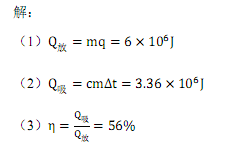 解：
（1）Q放 = mq = 6 × 10⁶J
（2）Q吸 = cmΔt = 3.36 × 10⁶J
（3）η = Q吸/Q放 = 56%